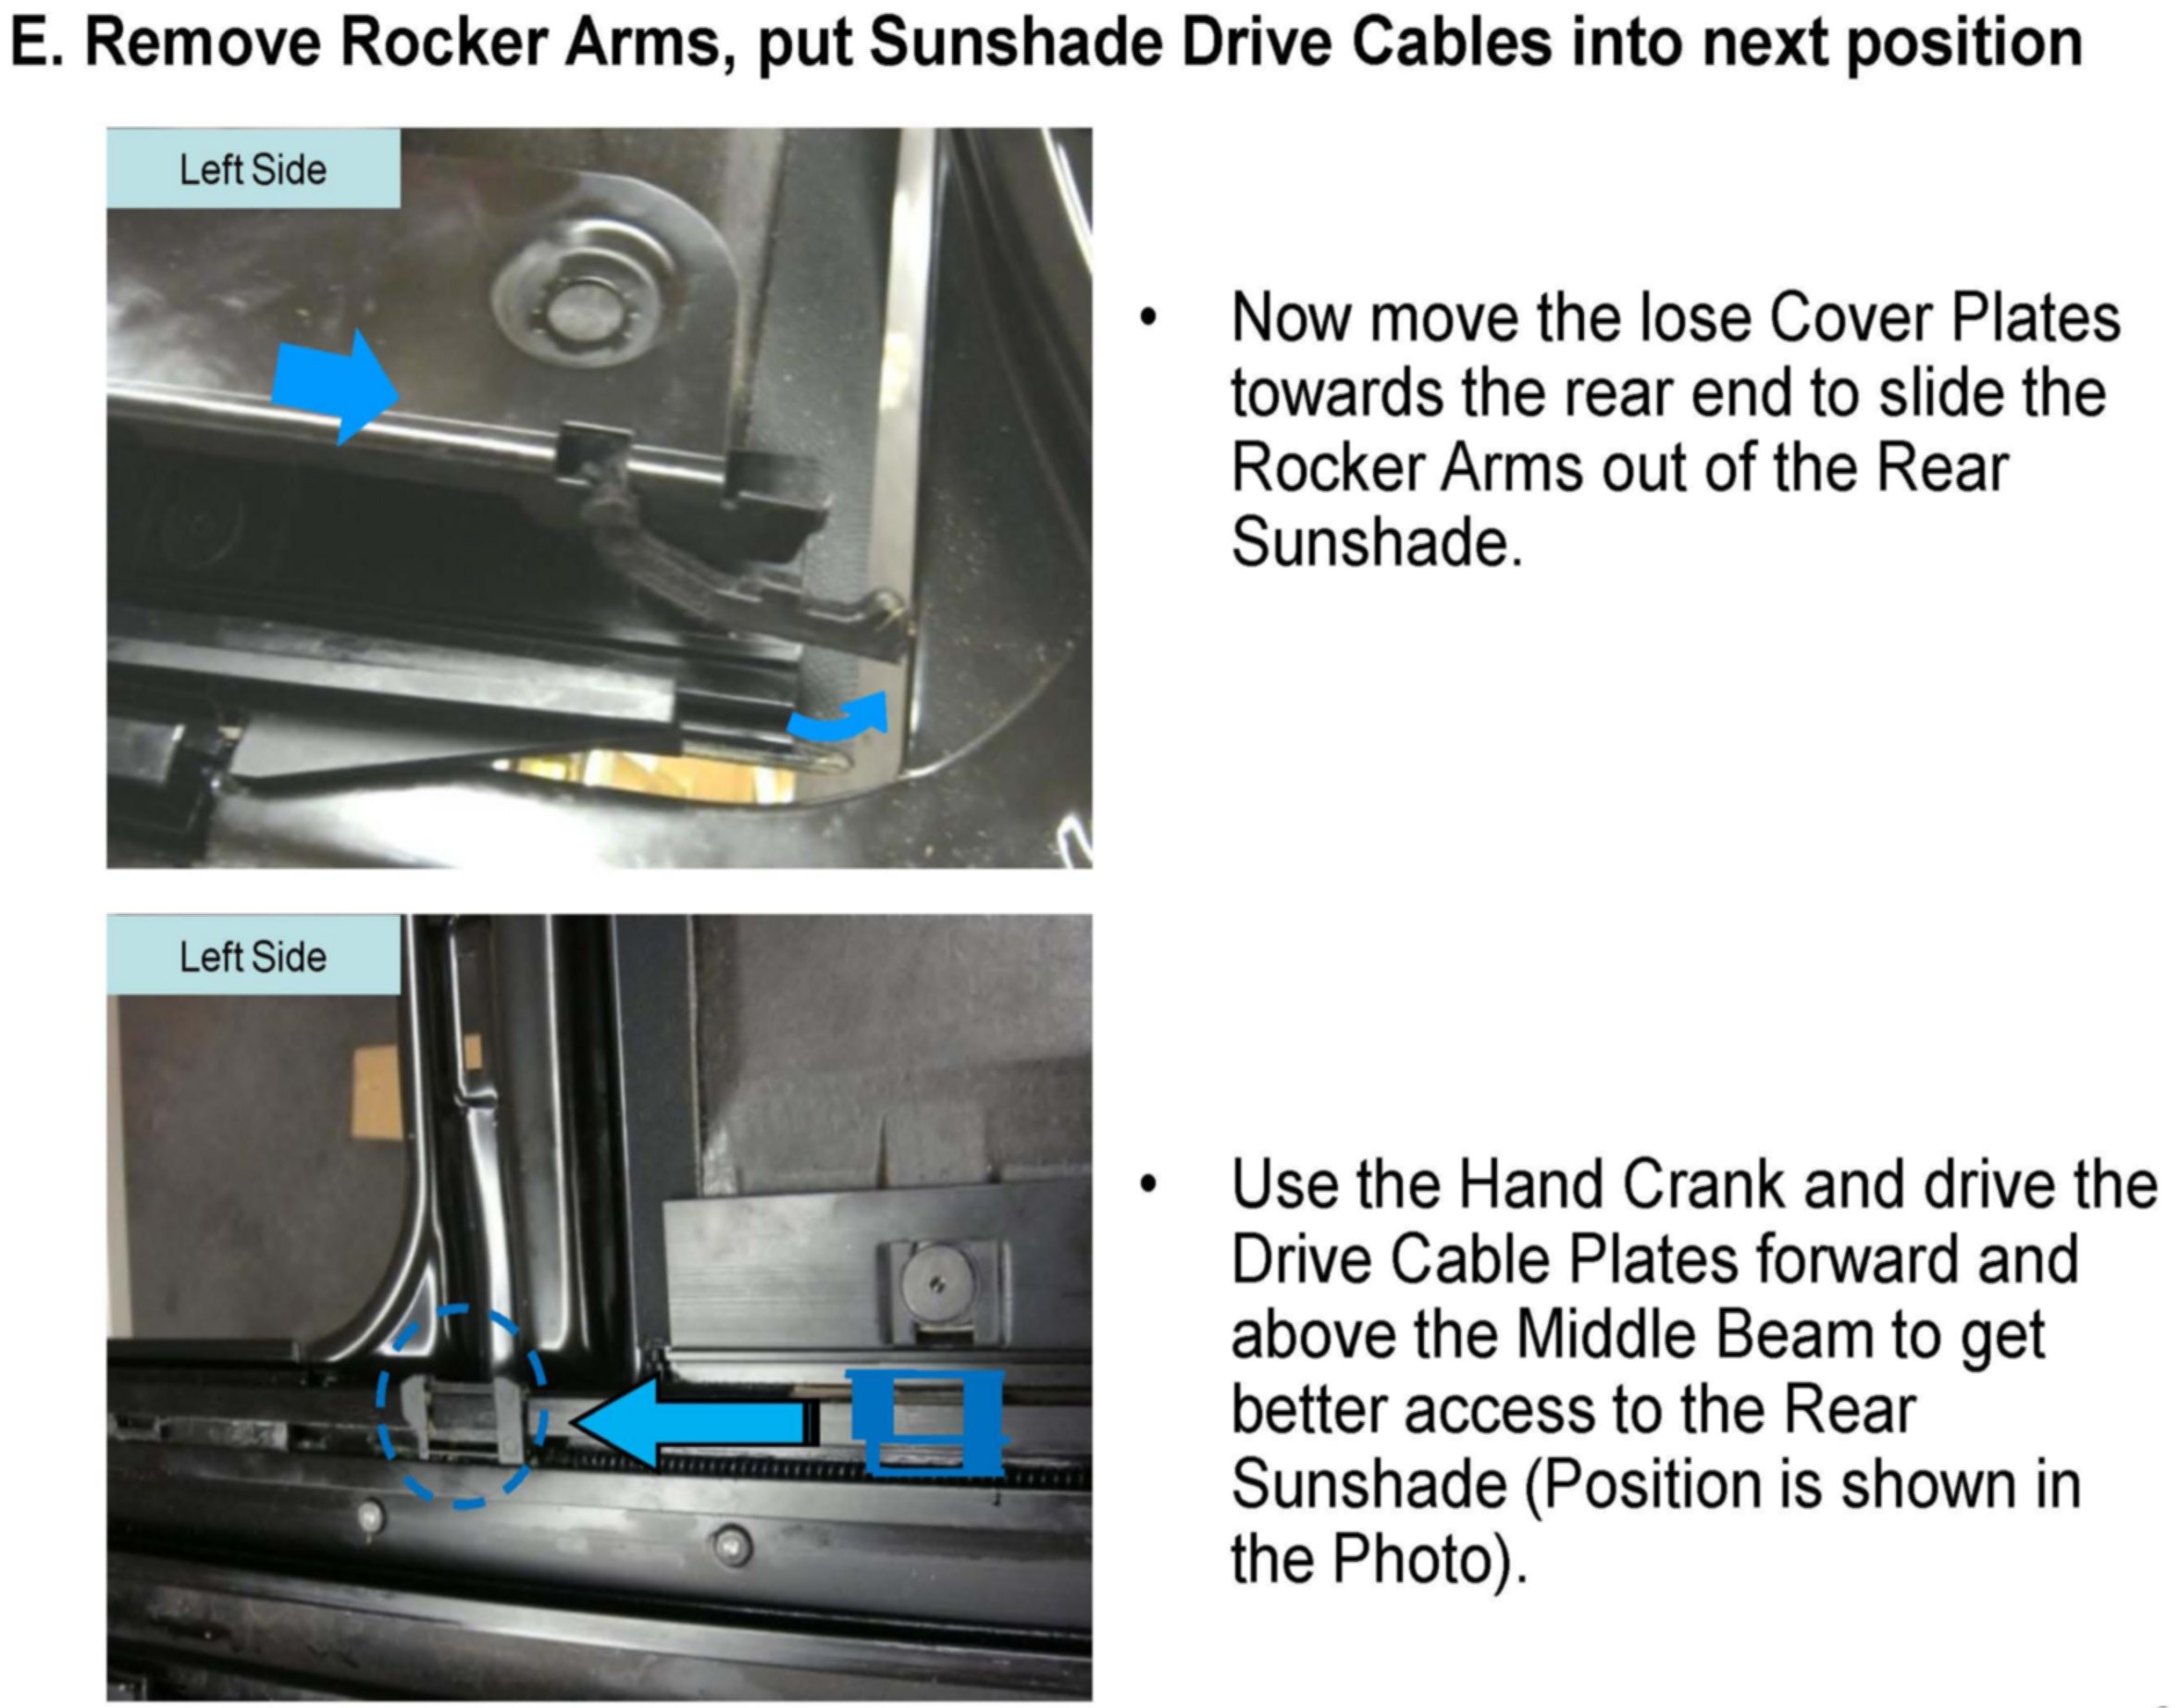 E. Remove Rocker Arms, put Sunshade Drive Cables into next position
Left Side
• Now move the lose Cover Plates
towards the rear end to slide the
Rocker Arms out of the Rear
Sunshade.
Left Side
• Use the Hand Crank and drive the
Drive Cable Plates forward and
above the Middle Beam to get
better access to the Rear
Sunshade (Position is shown in
the Photo).